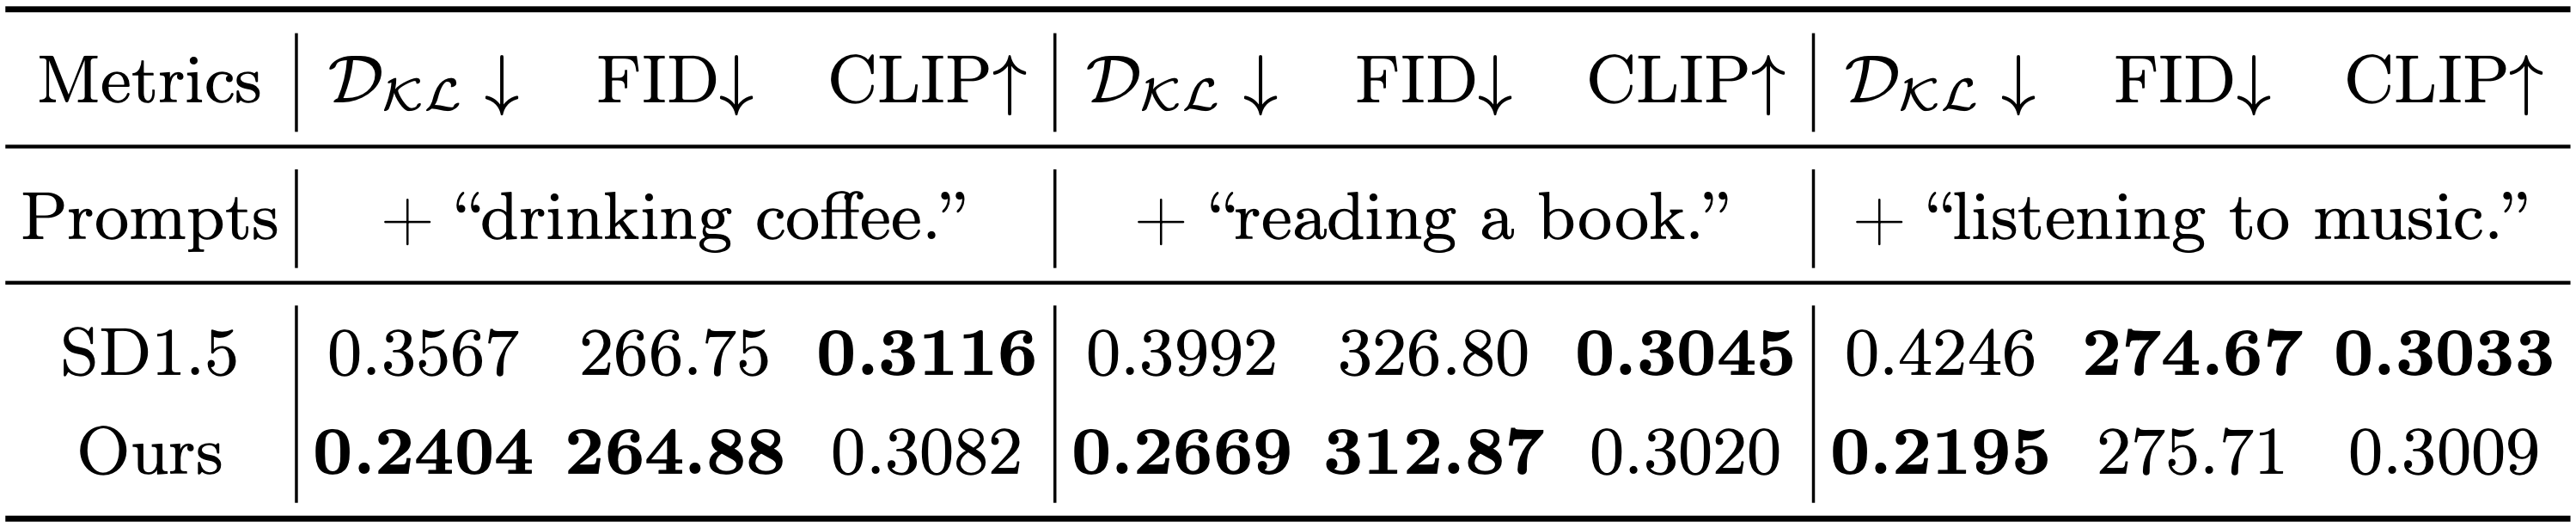 Metrics 𝒟_𝒦ℒ ↓ FID↓ CLIP↑ 𝒟_𝒦ℒ ↓ FID↓ CLIP↑ 𝒟_𝒦ℒ ↓ FID↓ CLIP↑
Prompts + “drinking coffee.” + “reading a book.” + “listening to music.”
SD1.5 0.3567 266.75 0.3116 0.3992 326.80 0.3045 0.4246 274.67 0.3033
Ours 0.2404 264.88 0.3082 0.2669 312.87 0.3020 0.2195 275.71 0.3009